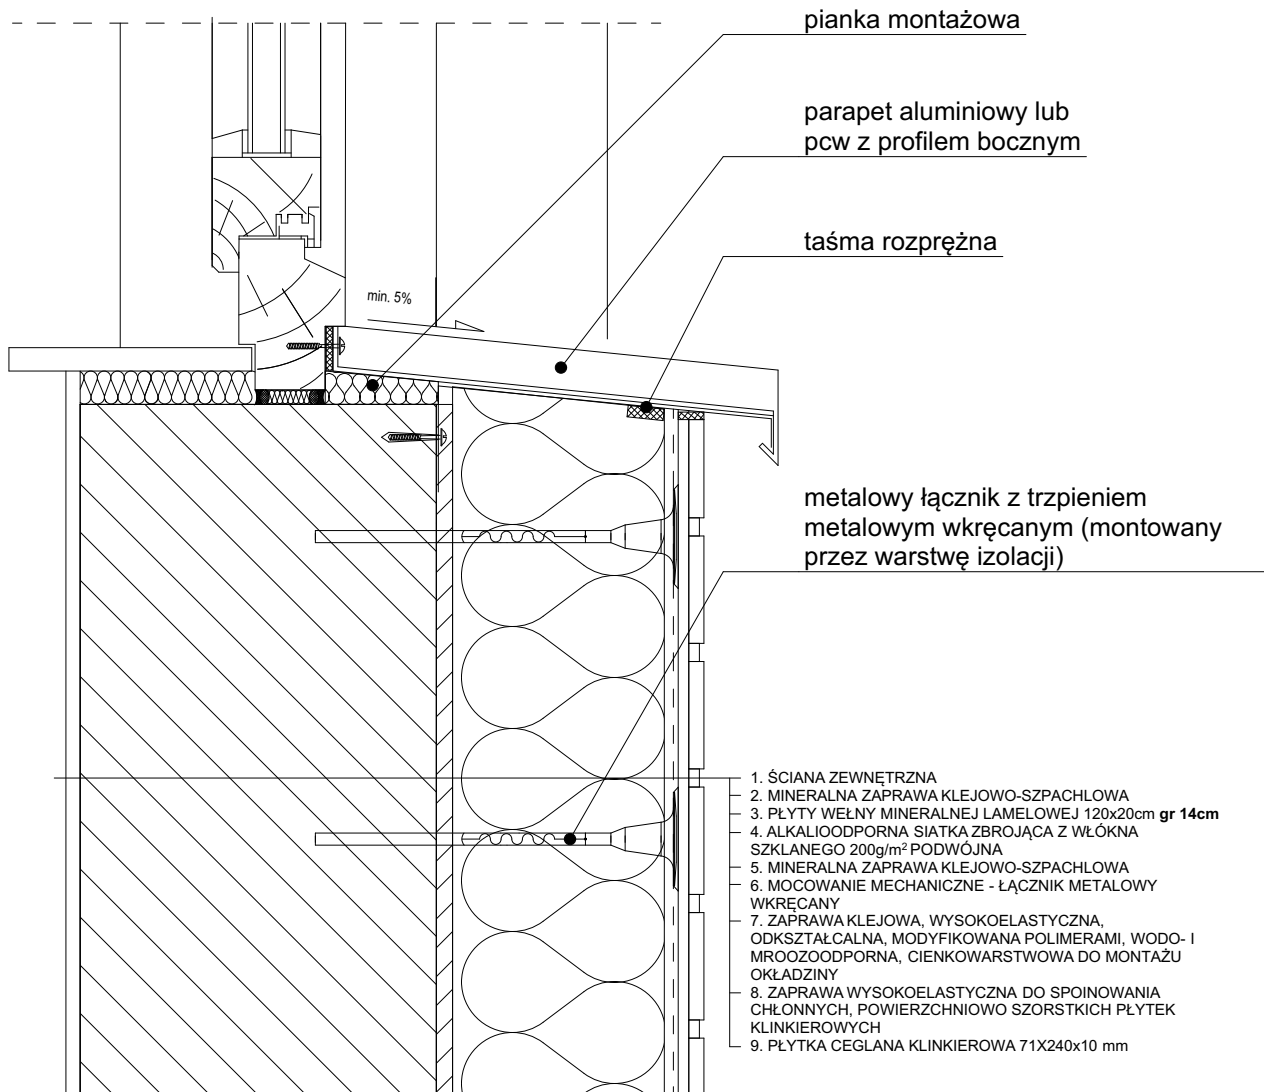 pianka montażowa
parapet aluminiowy lub
pcw z profilem bocznym
taśma rozprężna
min. 5%
metalowy łącznik z trzpieniem
metalowym wkręcanym (montowany
przez warstwę izolacji)
1. ŚCIANA ZEWNĘTRZNA
2. MINERALNA ZAPRAWA KLEJOWO-SZPACHLOWA
3. PŁYTY WEŁNY MINERALNEJ LAMELOWEJ 120x20cm gr 14cm
4. ALKALIOODPORNA SIATKA ZBROJĄCA Z WŁÓKNA
SZKLANEGO 200g/m² PODWÓJNA
5. MINERALNA ZAPRAWA KLEJOWO-SZPACHLOWA
6. MOCOWANIE MECHANICZNE - ŁĄCZNIK METALOWY
WKRĘCANY
7. ZAPRAWA KLEJOWA, WYSOKOELASTYCZNA,
ODKSZTAŁCALNA, MODYFIKOWANA POLIMERAMI, WODO- I
MROOZOODPORNA, CIENKOWARSTWOWA DO MONTAŻU
OKŁADZINY
8. ZAPRAWA WYSOKOELASTYCZNA DO SPOINOWANIA
CHŁONNYCH, POWIERZCHNIOWO SZORSTKICH PŁYTEK
KLINKIEROWYCH
9. PŁYTKA CEGLANA KLINKIEROWA 71X240x10 mm